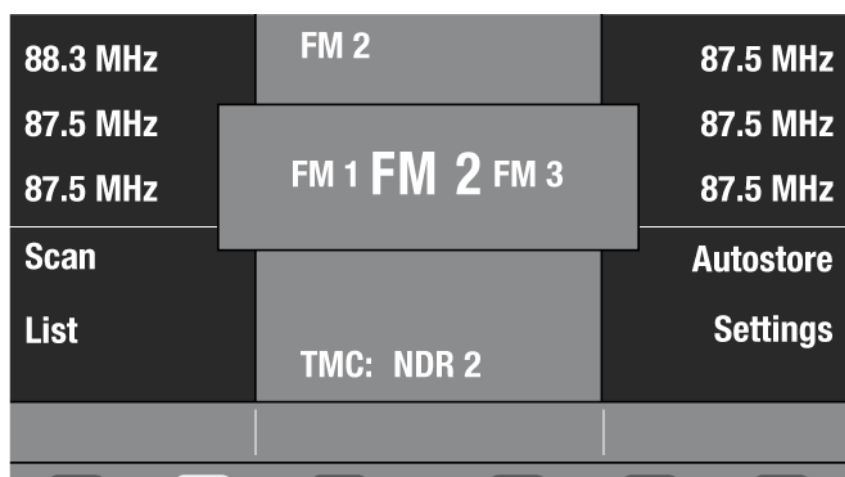 88.3 MHz
87.5 MHz
87.5 MHz
Scan
List
FM 2
FM 1 FM 2 FM 3
TMC: NDR 2
87.5 MHz
87.5 MHz
87.5 MHz
Autostore
Settings